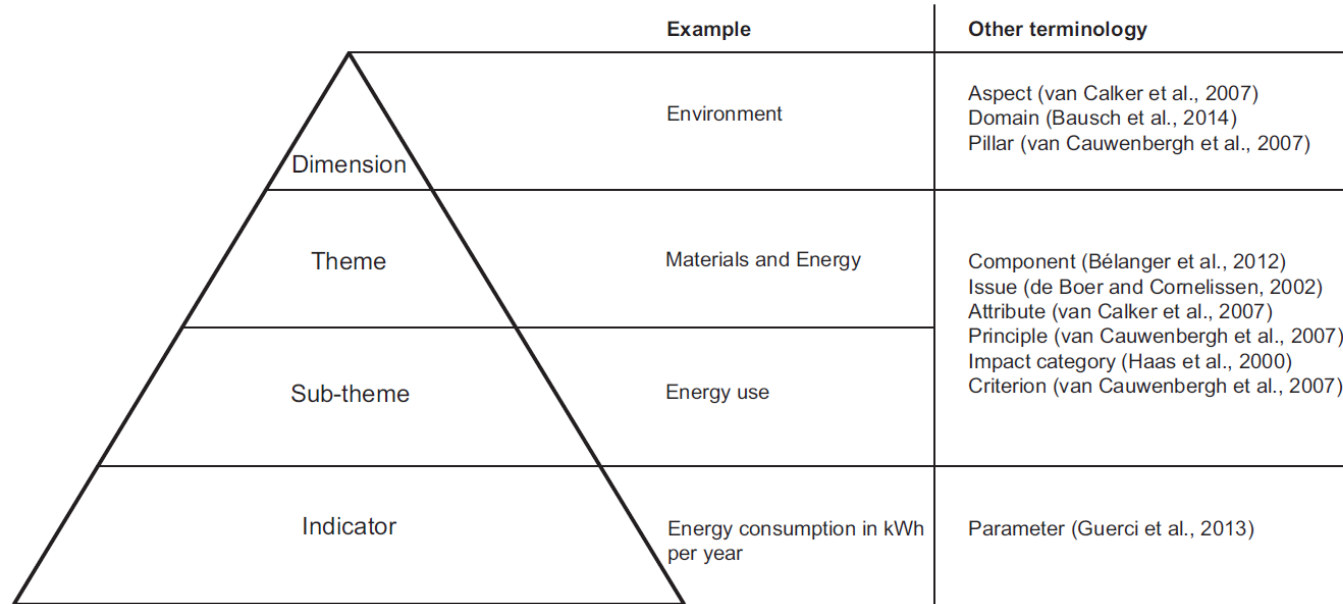 Example
Other terminology
Dimension
Environment
Aspect (van Calker et al., 2007)
Domain (Bausch et al., 2014)
Pillar (van Cauwenbergh et al., 2007)
Theme
Materials and Energy
Sub-theme
Energy use
Component (Bélanger et al., 2012)
Issue (de Boer and Cornelissen, 2002)
Attribute (van Calker et al., 2007)
Principle (van Cauwenbergh et al., 2007)
Impact category (Haas et al., 2000)
Criterion (van Cauwenbergh et al., 2007)
Indicator
Energy consumption in kWh
per year
Parameter (Guerci et al., 2013)